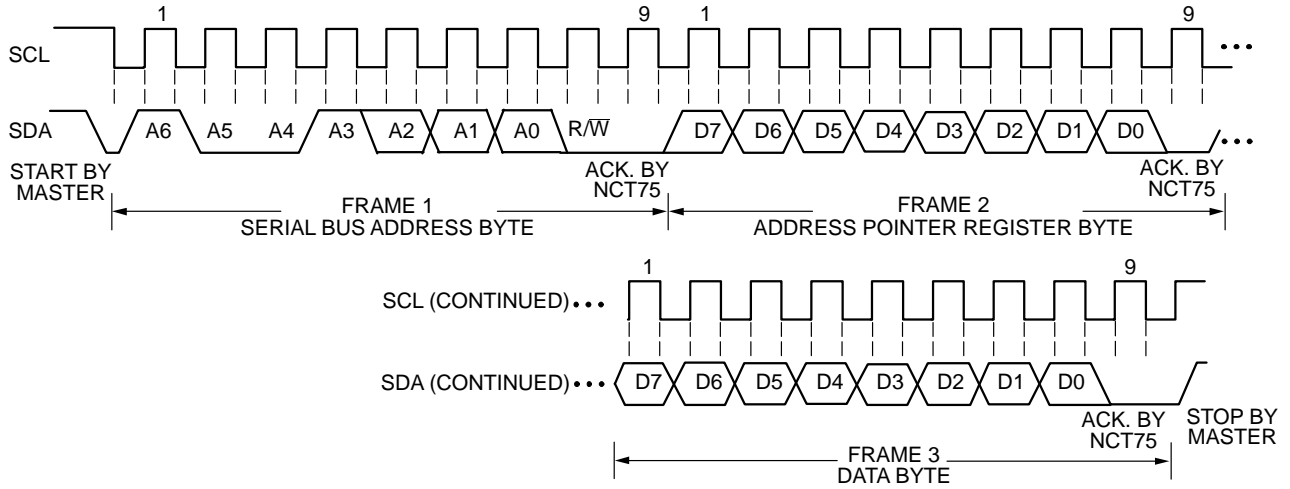 1 9 1 9
SCL
SDA A6 A5 A4 A3 A2 A1 A0 R/W̅ D7 D6 D5 D4 D3 D2 D1 D0
START BY
MASTER
ACK. BY
NCT75
ACK. BY
NCT75
FRAME 1
SERIAL BUS ADDRESS BYTE
FRAME 2
ADDRESS POINTER REGISTER BYTE
1 9
SCL (CONTINUED)
SDA (CONTINUED) D7 D6 D5 D4 D3 D2 D1 D0
ACK. BY
NCT75
STOP BY
MASTER
FRAME 3
DATA BYTE